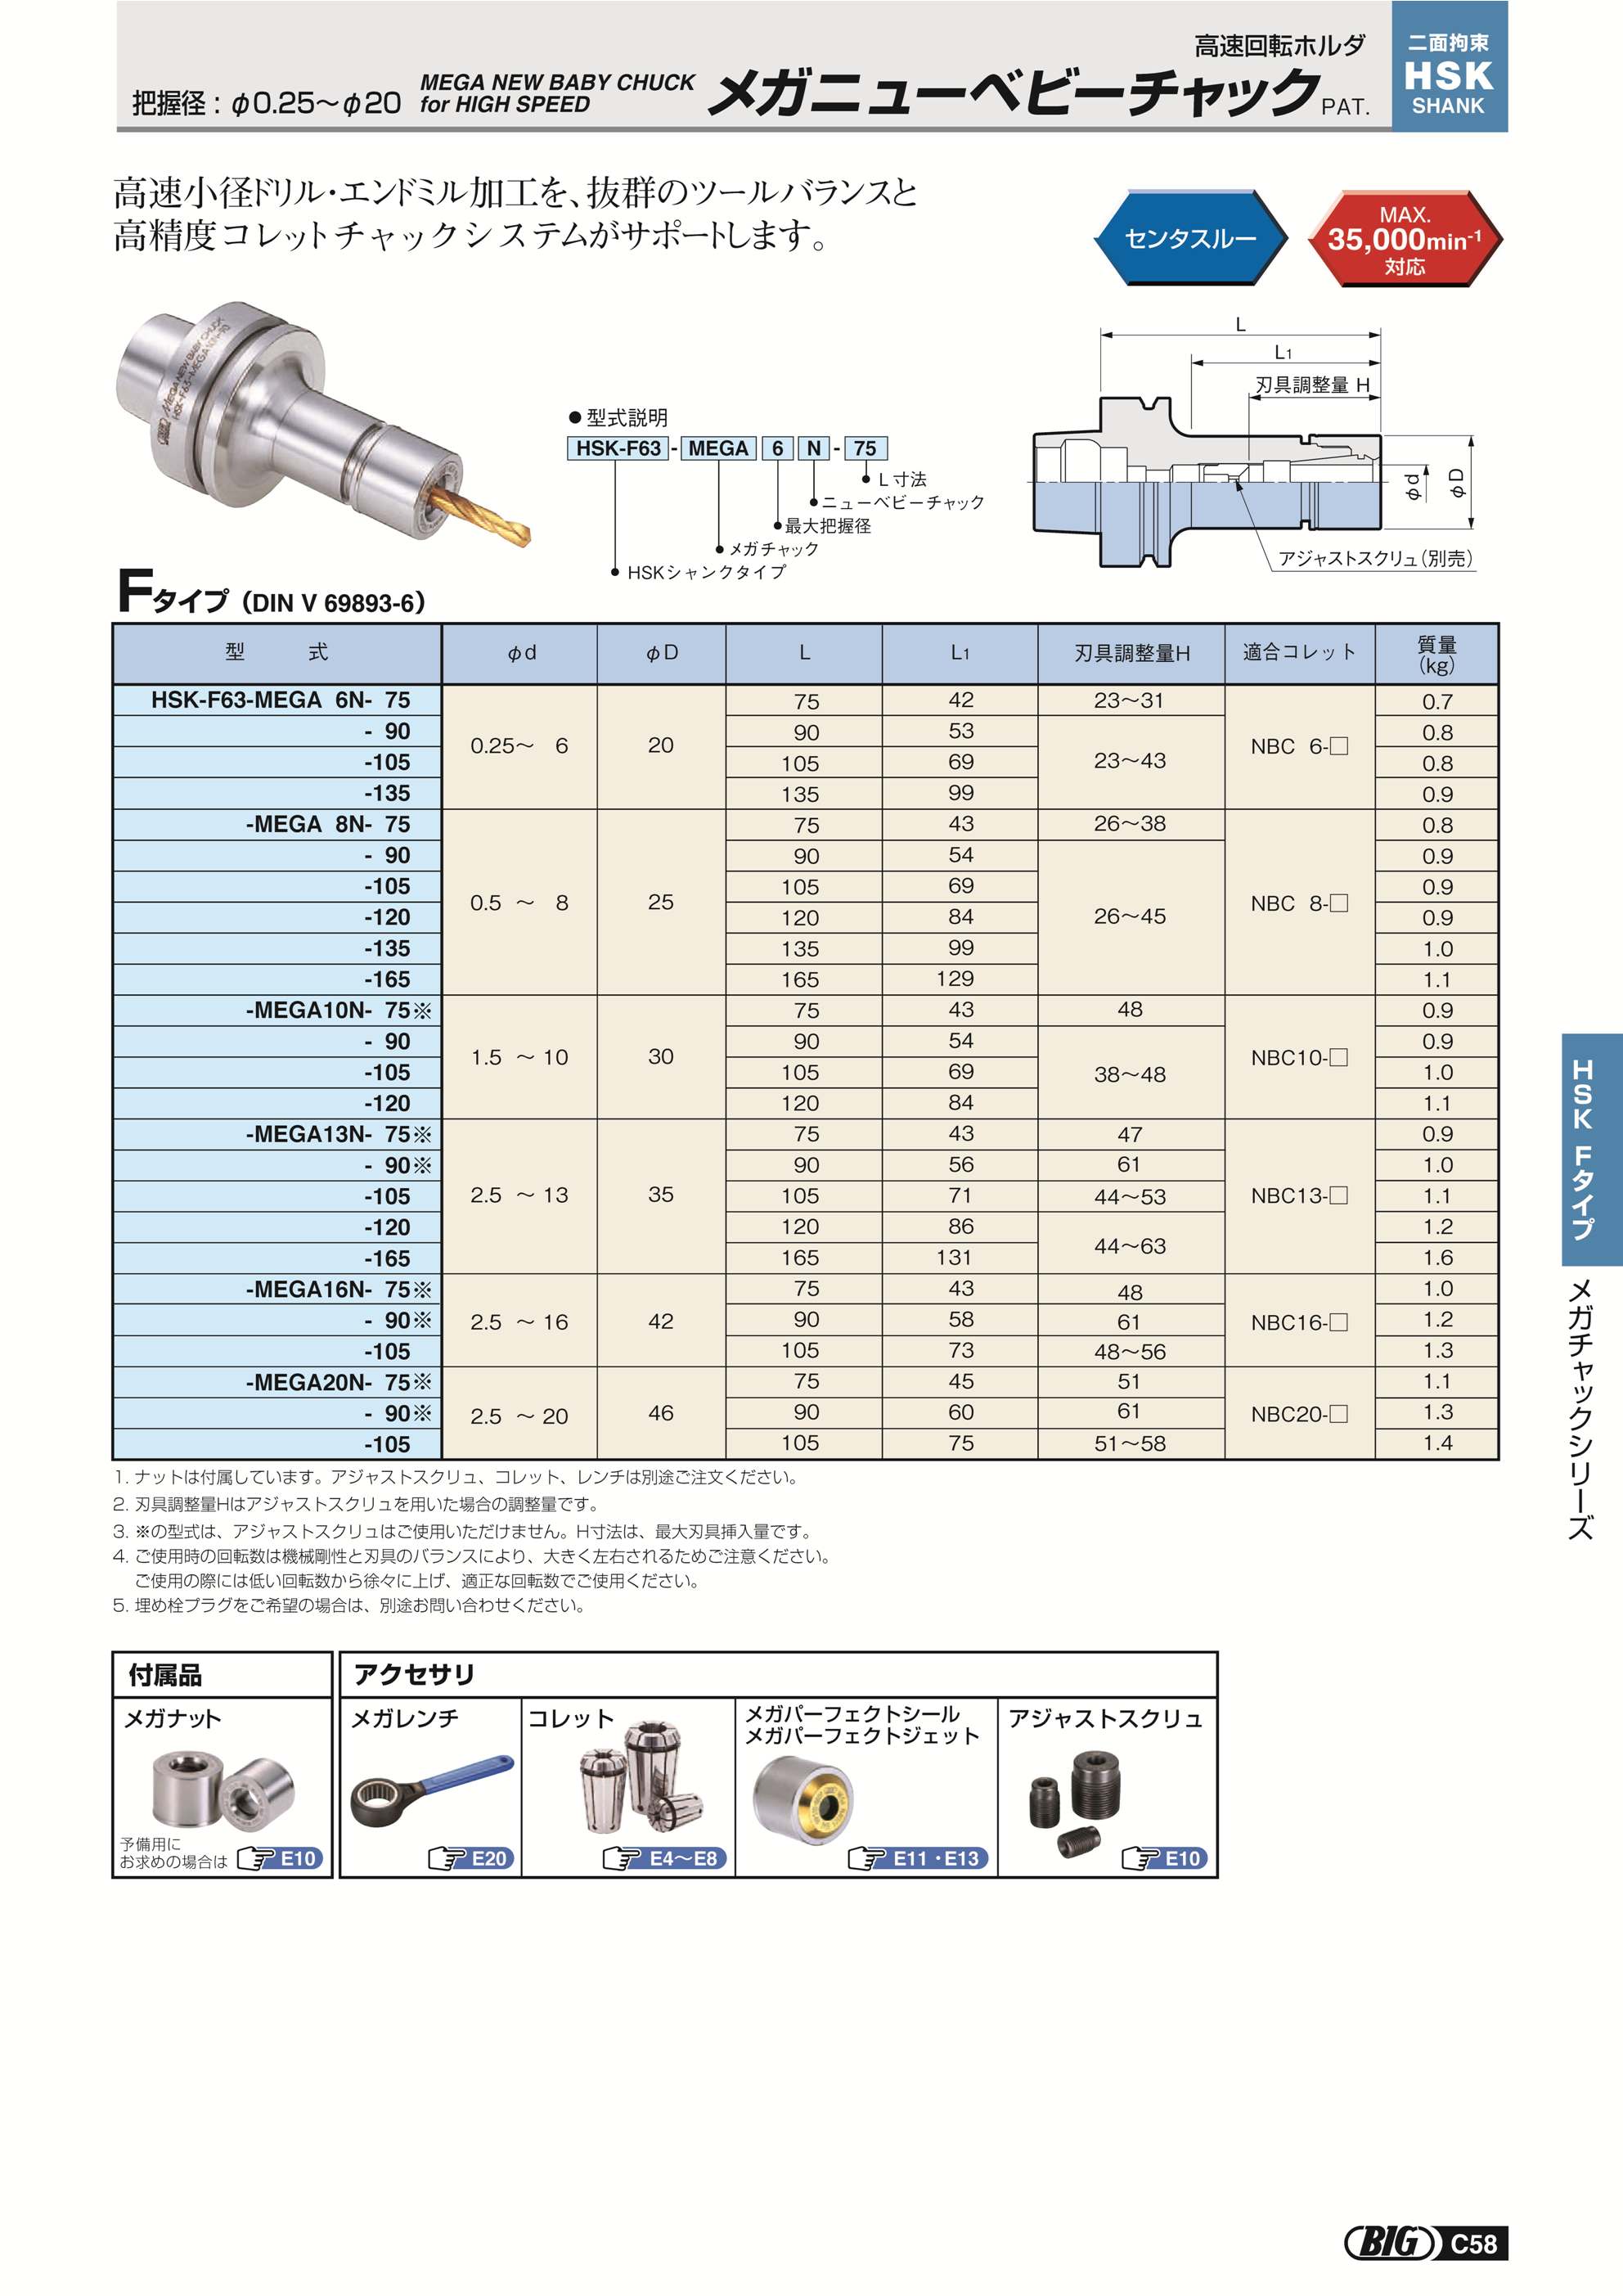 高速回転ホルダ
把握径：φ0.25～φ20
MEGA NEW BABY CHUCK
for HIGH SPEED
メガニューベビーチャック PAT.
二面拘束
HSK
SHANK
高速小径ドリル・エンドミル加工を、抜群のツールバランスと
高精度コレットチャックシステムがサポートします。
センタスルー
MAX.
35,000min-1
対応
MEGA NEW BABY CHUCK
HSK-F63-MEGA6N-90
●型式説明
HSK-F63 - MEGA 6 N - 75
L寸法
ニューベビーチャック
最大把握径
メガチャック
HSKシャンクタイプ
L
L1
刃具調整量 H
φd
φD
アジャストスクリュ（別売）
Fタイプ（DIN V 69893-6）
型 式 φd φD L L1 刃具調整量H 適合コレット 質量
(kg)
HSK-F63-MEGA 6N- 75 0.25～ 6 20 75 42 23～31 NBC 6-□ 0.7
- 90 90 53 23～43 0.8
-105 105 69 0.8
-135 135 99 0.9
-MEGA 8N- 75 0.5 ～ 8 25 75 43 26～38 NBC 8-□ 0.8
- 90 90 54 26～45 0.9
-105 105 69 0.9
-120 120 84 0.9
-135 135 99 1.0
-165 165 129 1.1
-MEGA10N- 75※ 1.5 ～ 10 30 75 43 48 NBC10-□ 0.9
- 90 90 54 38～48 0.9
-105 105 69 1.0
-120 120 84 1.1
-MEGA13N- 75※ 2.5 ～ 13 35 75 43 47 NBC13-□ 0.9
- 90※ 90 56 61 1.0
-105 105 71 44～53 1.1
-120 120 86 44～63 1.2
-165 165 131 1.6
-MEGA16N- 75※ 2.5 ～ 16 42 75 43 48 NBC16-□ 1.0
- 90※ 90 58 61 1.2
-105 105 73 48～56 1.3
-MEGA20N- 75※ 2.5 ～ 20 46 75 45 51 NBC20-□ 1.1
- 90※ 90 60 61 1.3
-105 105 75 51～58 1.4
1. ナットは付属しています。アジャストスクリュ、コレット、レンチは別途ご注文ください。
2. 刃具調整量Hはアジャストスクリュを用いた場合の調整量です。
3. ※の型式は、アジャストスクリュはご使用いただけません。H寸法は、最大刃具挿入量です。
4. ご使用時の回転数は機械剛性と刃具のバランスにより、大きく左右されるためご注意ください。
ご使用の際には低い回転数から徐々に上げ、適正な回転数でご使用ください。
5. 埋め栓プラグをご希望の場合は、別途お問い合わせください。
付属品
メガナット
予備用に
お求めの場合は E10
アクセサリ
メガレンチ
E20
コレット
E4～E8
メガパーフェクトシール
メガパーフェクトジェット
E11・E13
アジャストスクリュ
E10
HSK Fタイプ
メガチャックシリーズ
BIG C58